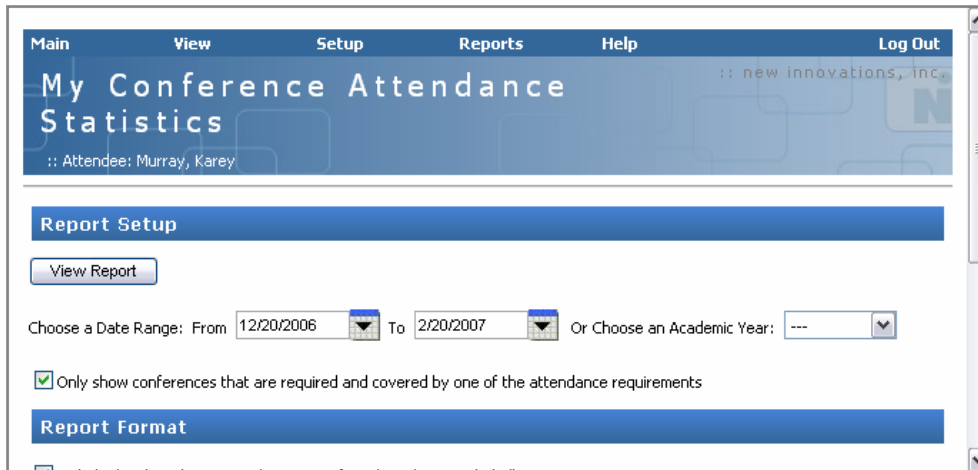 Main View Setup Reports Help Log Out
:: new innovations, inc.
My Conference Attendance
Statistics
:: Attendee: Murray, Karey
Report Setup
View Report
Choose a Date Range: From 12/20/2006 To 2/20/2007 Or Choose an Academic Year: ---
Only show conferences that are required and covered by one of the attendance requirements
Report Format